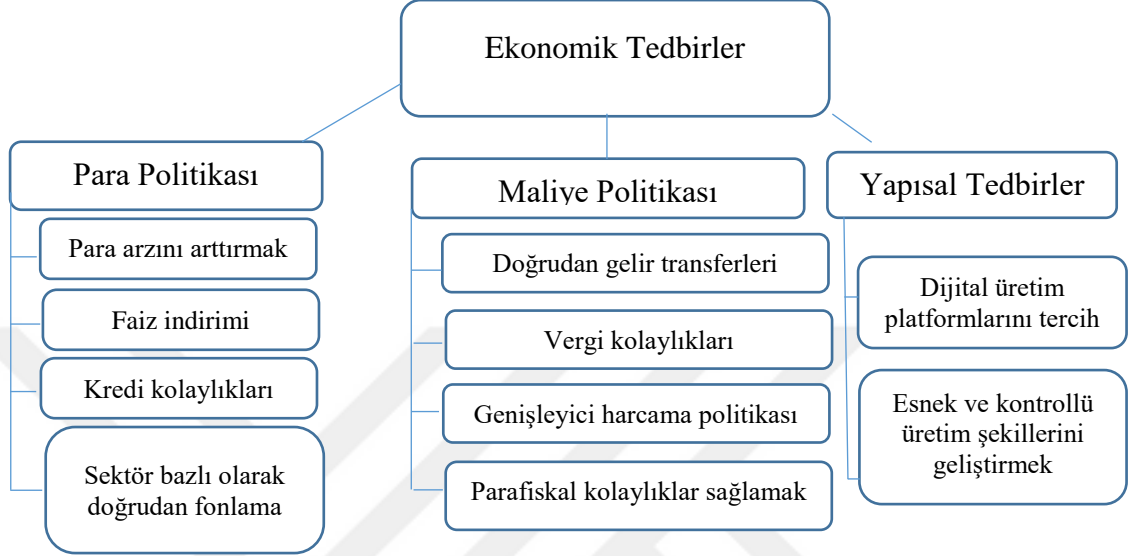 Ekonomik Tedbirler
Para Politikası
Para arzını arttırmak
Faiz indirimi
Kredi kolaylıkları
Sektör bazlı olarak
doğrudan fonlama
Maliye Politikası
Doğrudan gelir transferleri
Vergi kolaylıkları
Genişleyici harcama politikası
Parafiskal kolaylıklar sağlamak
Yapısal Tedbirler
Dijital üretim
platformlarını tercih
Esnek ve kontrollü
üretim şekillerini
geliştirmek